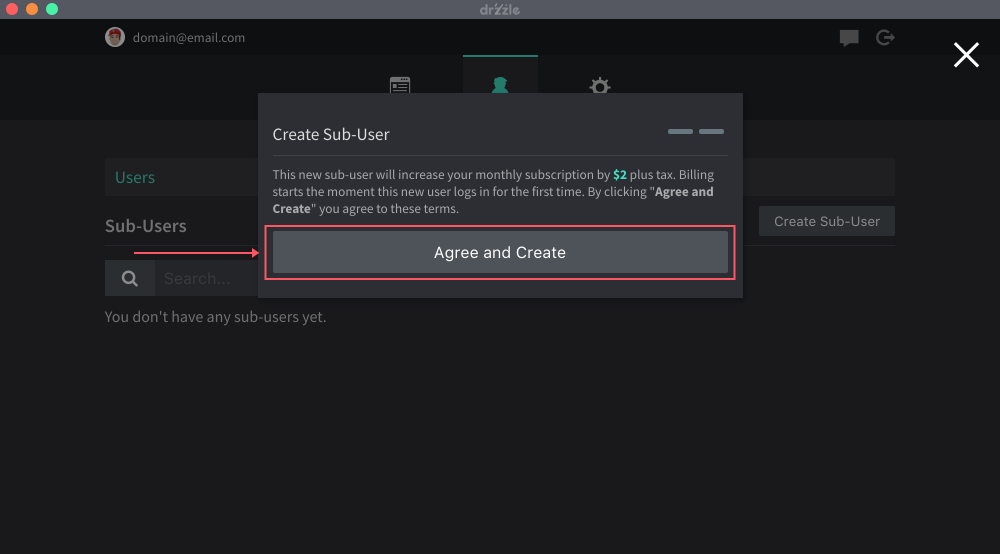 drizzle
domain@email.com
Create Sub-User
This new sub-user will increase your monthly subscription by $2 plus tax. Billing
starts the moment this new user logs in for the first time. By clicking "Agree and
Create" you agree to these terms.
Agree and Create
Users
Sub-Users
Create Sub-User
Search...
You don't have any sub-users yet.